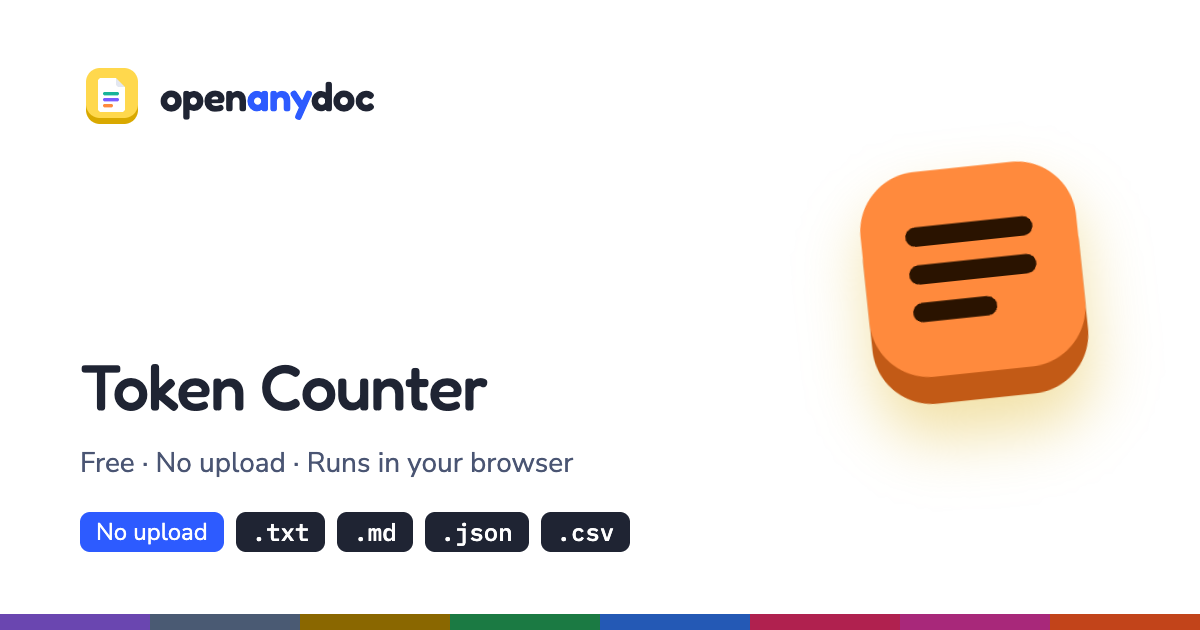 openanydoc
Token Counter
Free · No upload · Runs in your browser
No upload .txt .md .json .csv